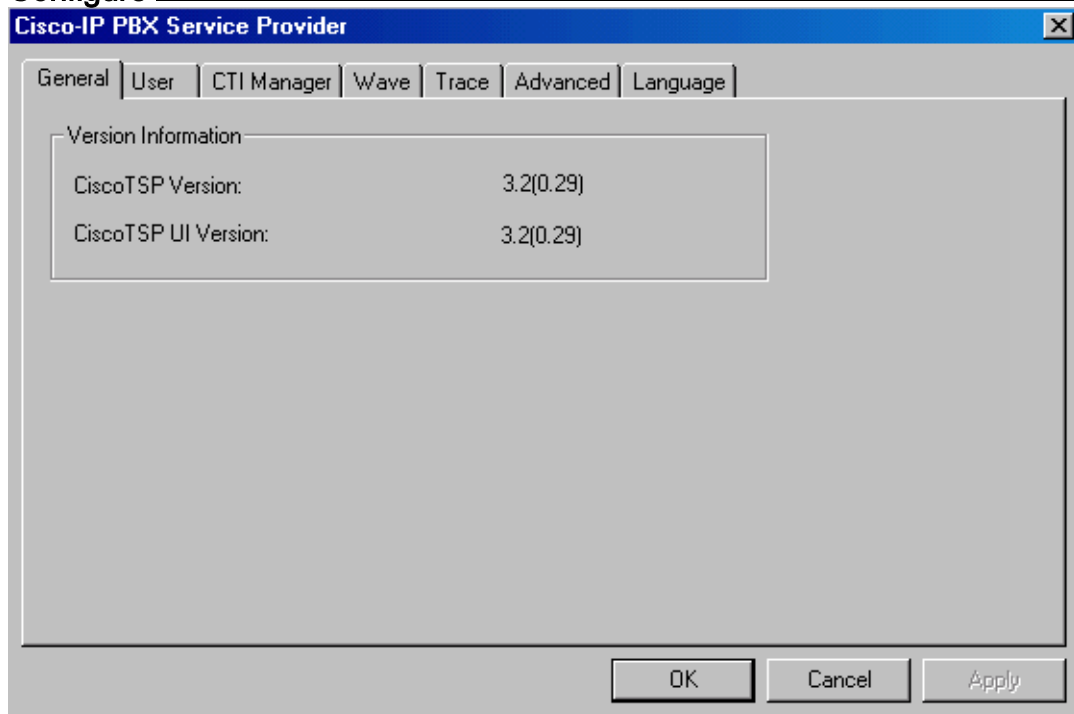 Configure
Cisco-IP PBX Service Provider
General User CTI Manager Wave Trace Advanced Language
Version Information
CiscoTSP Version: 3.2(0.29)
CiscoTSP UI Version: 3.2(0.29)
OK Cancel Apply